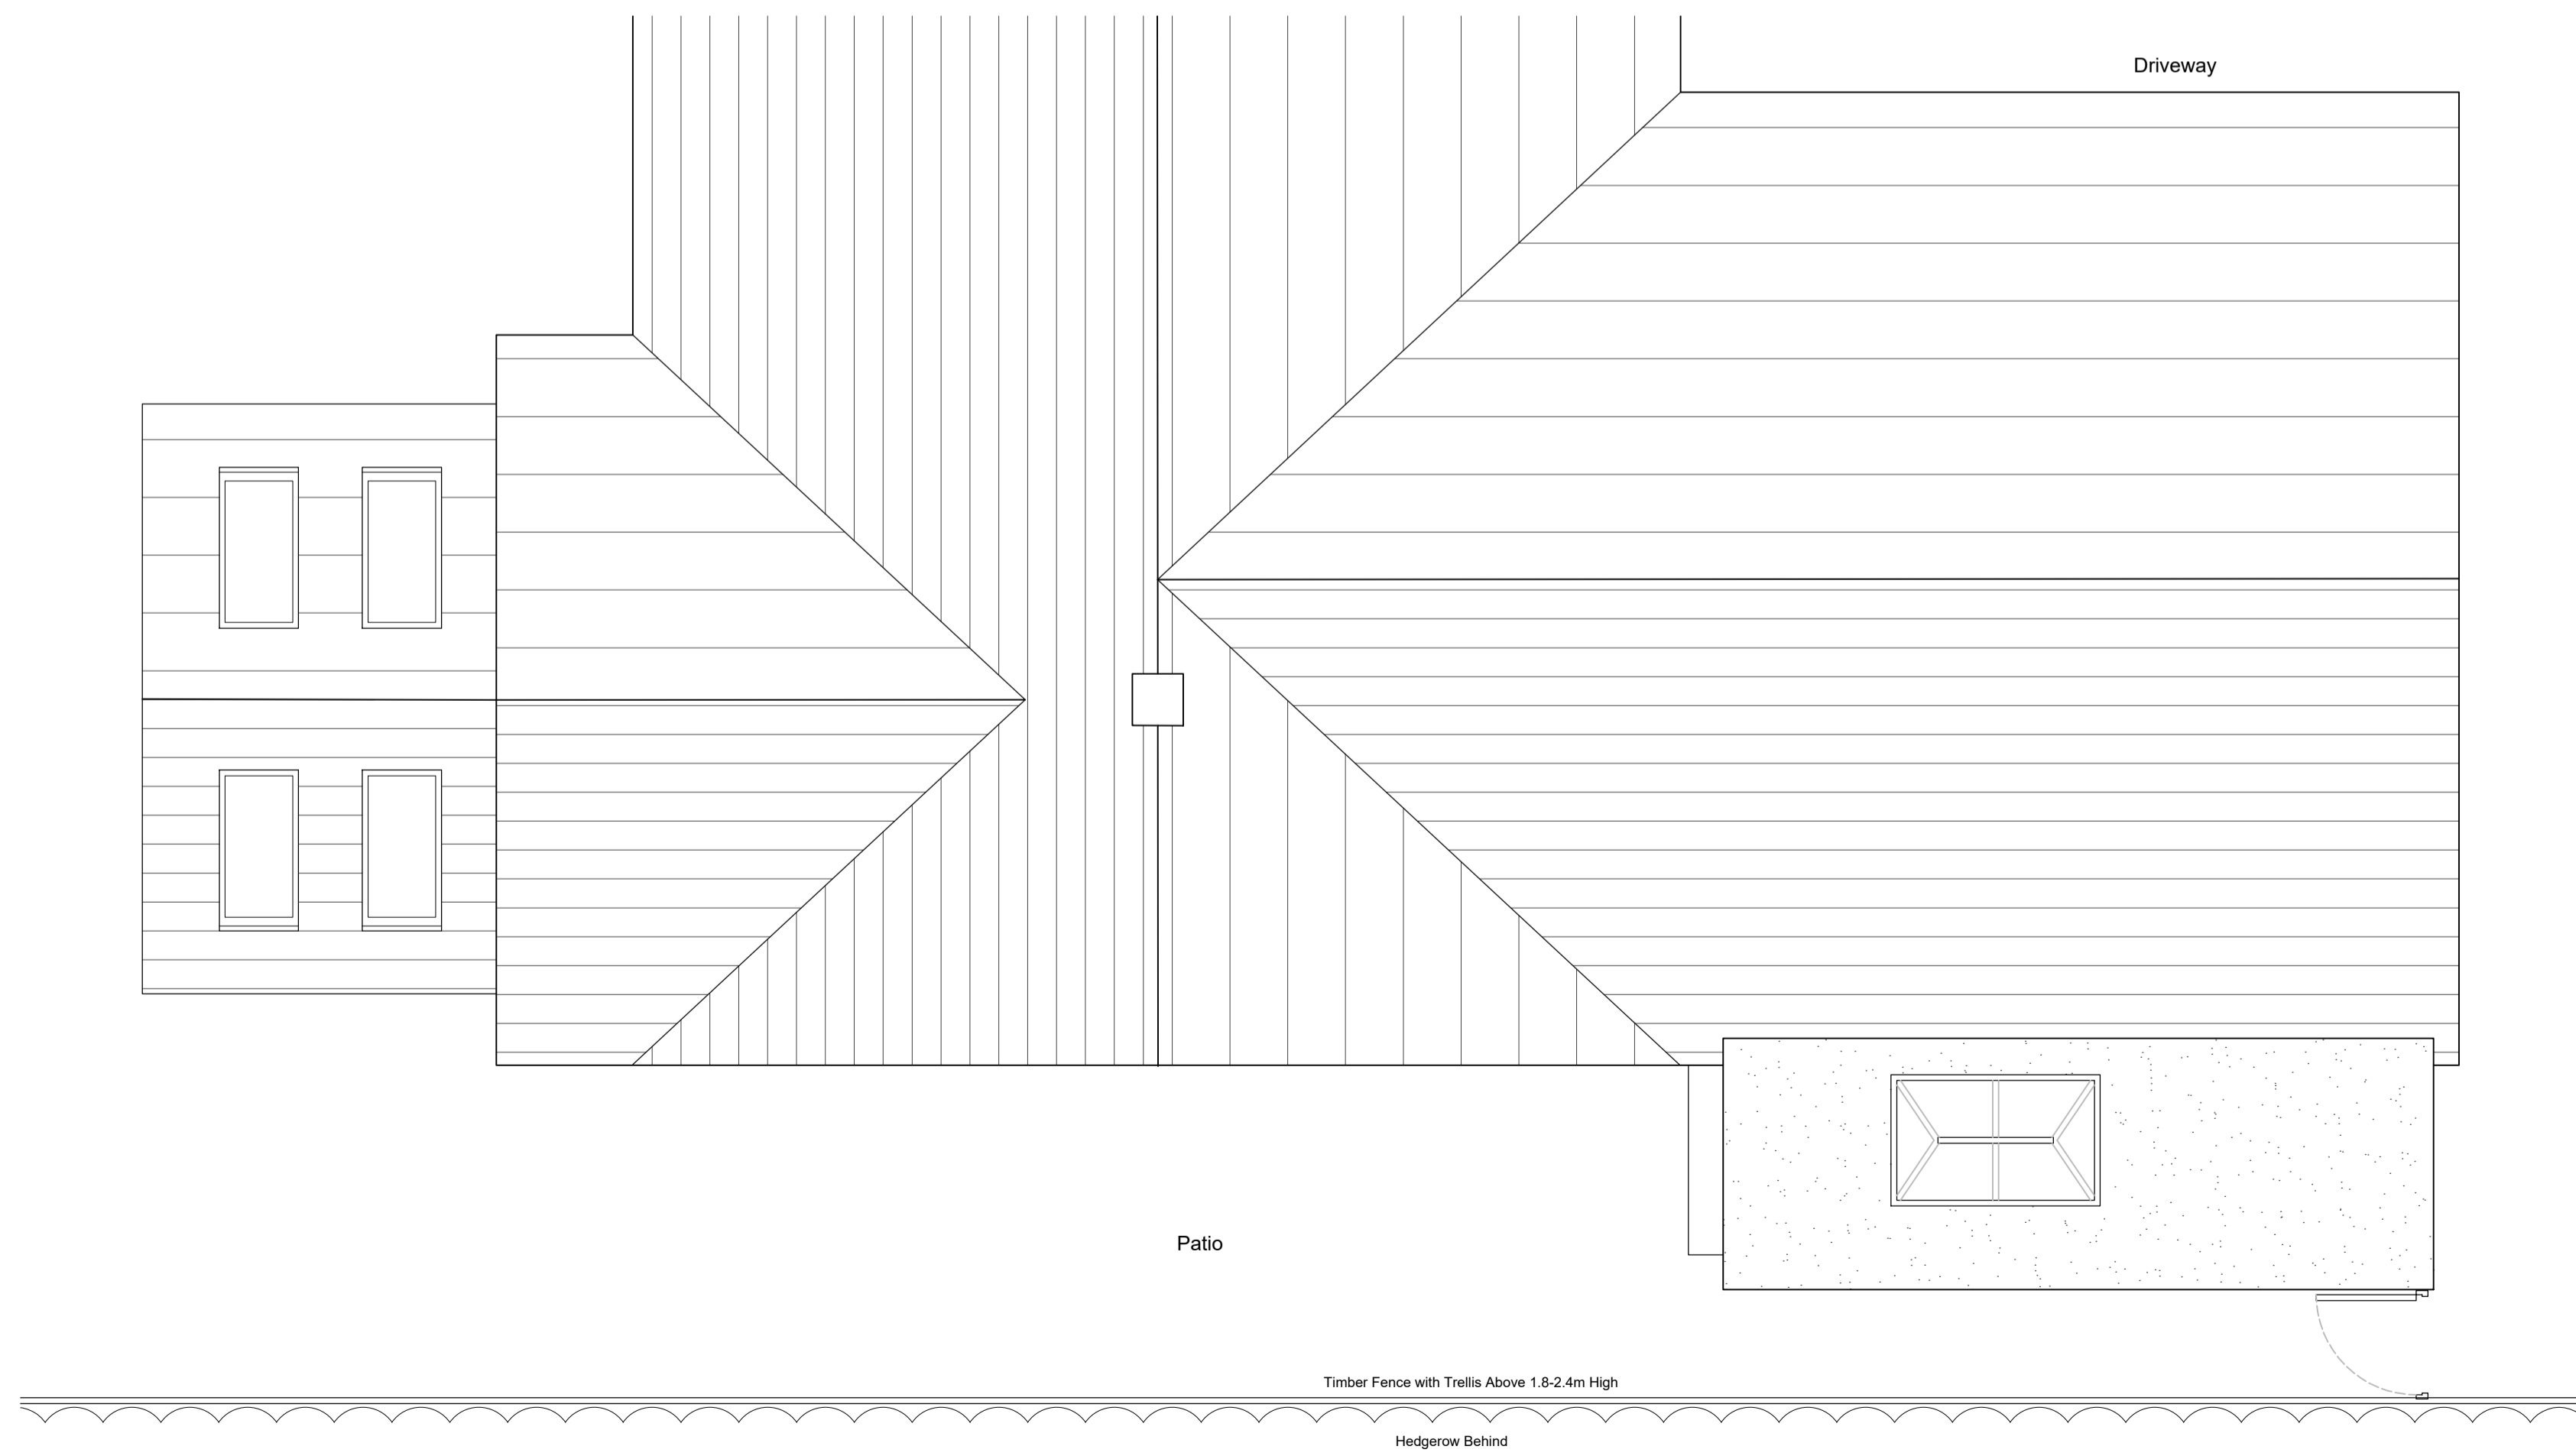 Driveway
Patio
Timber Fence with Trellis Above 1.8-2.4m High
Hedgerow Behind